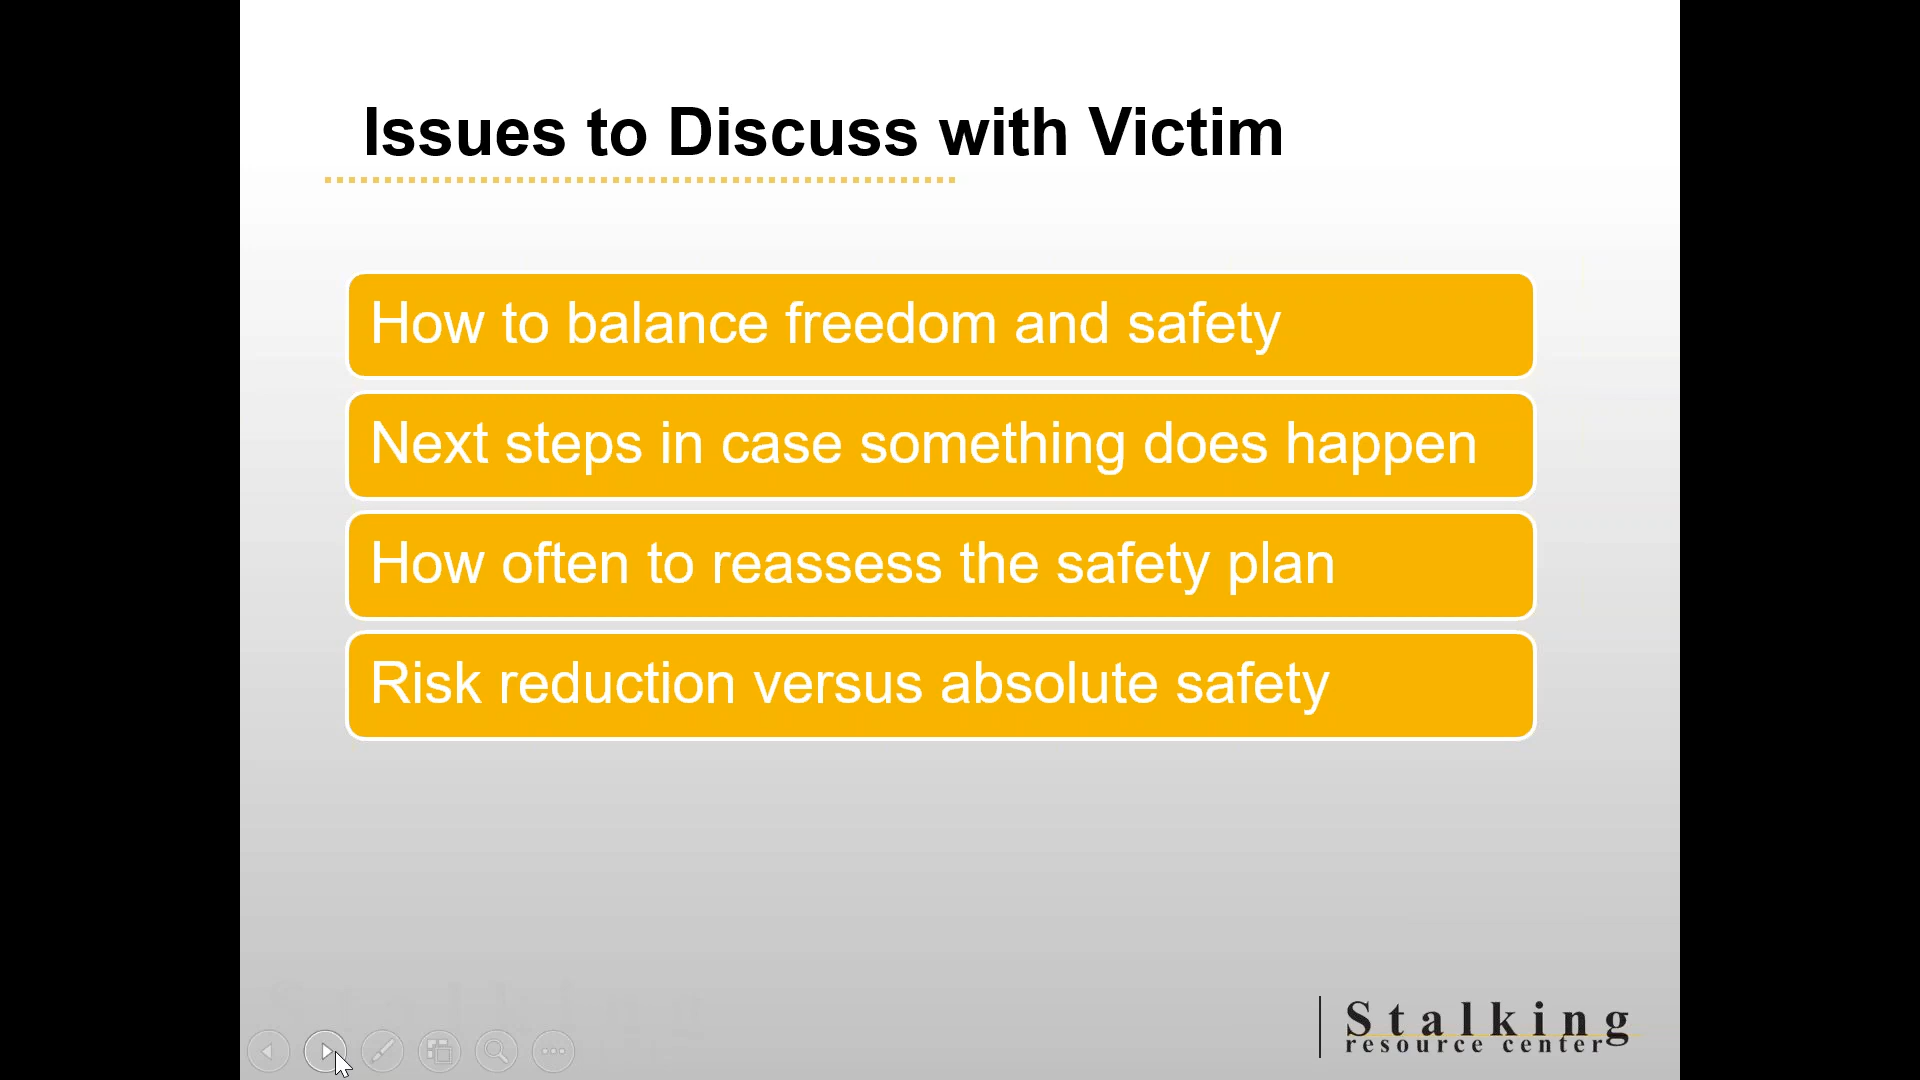 Issues to Discuss with Victim
How to balance freedom and safety
Next steps in case something does happen
How often to reassess the safety plan
Risk reduction versus absolute safety
Stalking
resource center